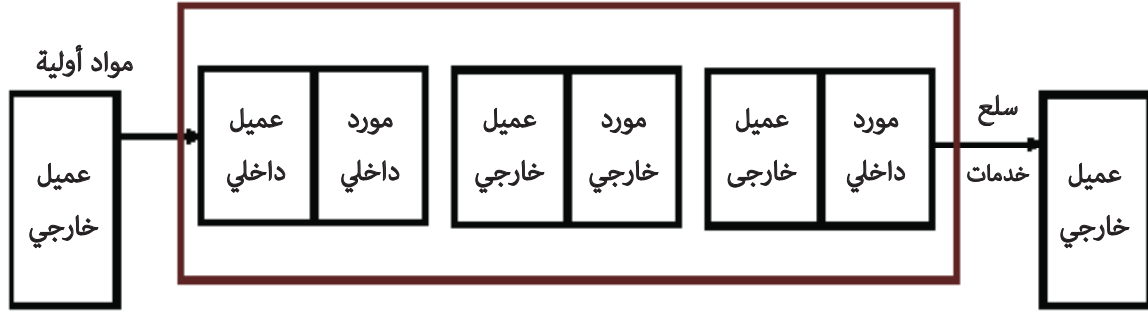 مواد أولية
عميل
خارجي
عميل
داخلي
مورد
داخلي
عميل
خارجي
مورد
خارجي
عميل
خارجي
مورد
داخلي
سلع
خدمات
عميل
خارجي